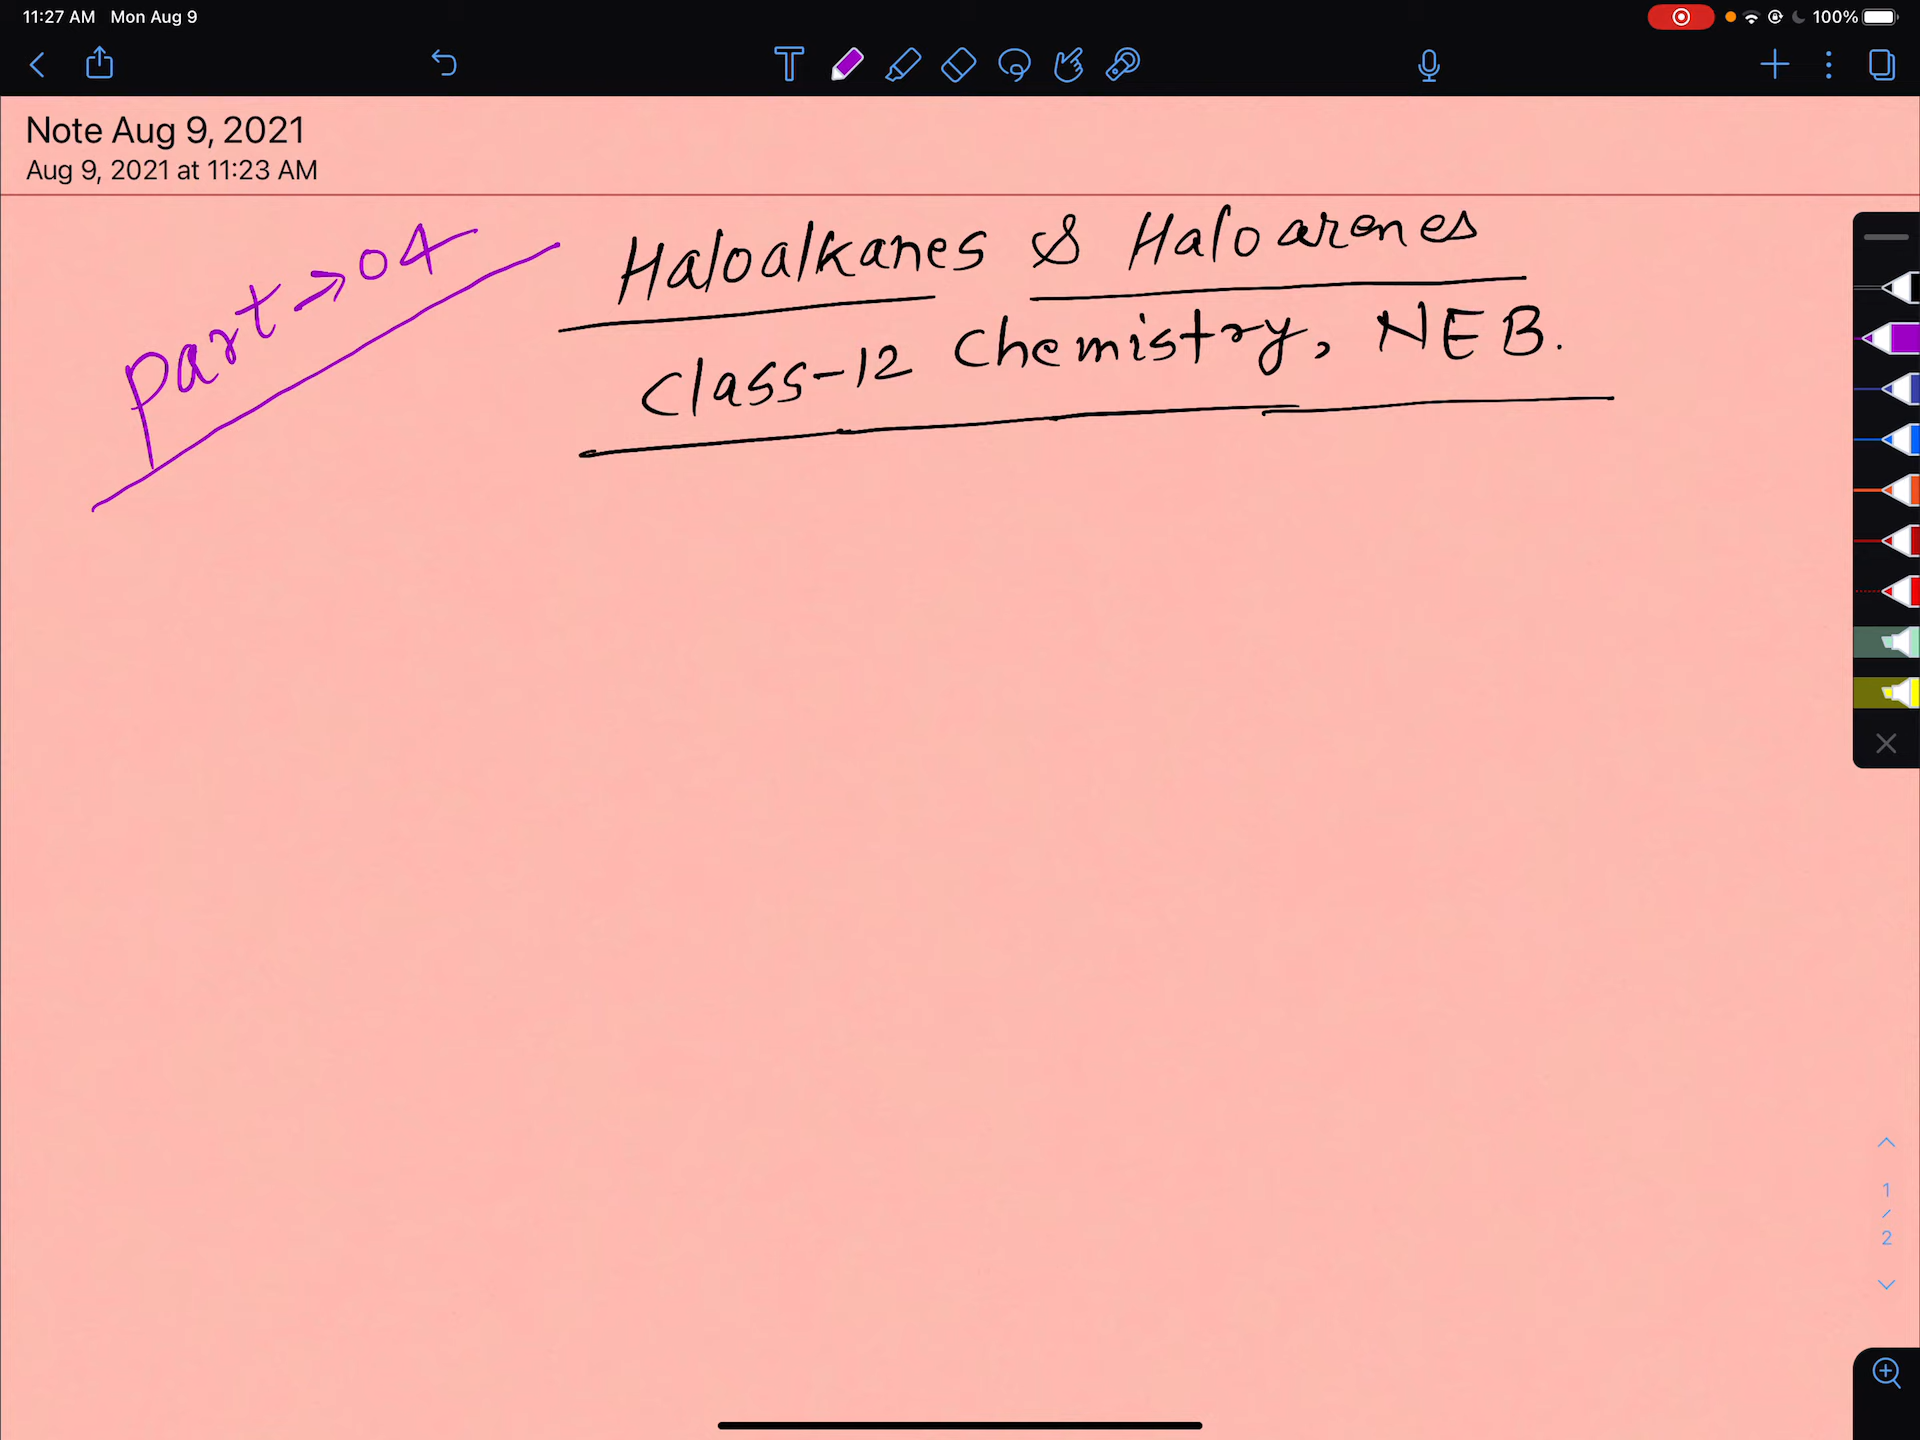 11:27 AM Mon Aug 9
100%
Note Aug 9, 2021
Aug 9, 2021 at 11:23 AM
Part → 04
Haloalkanes & Haloarenes
Class-12 Chemistry, NEB.
1
/
2